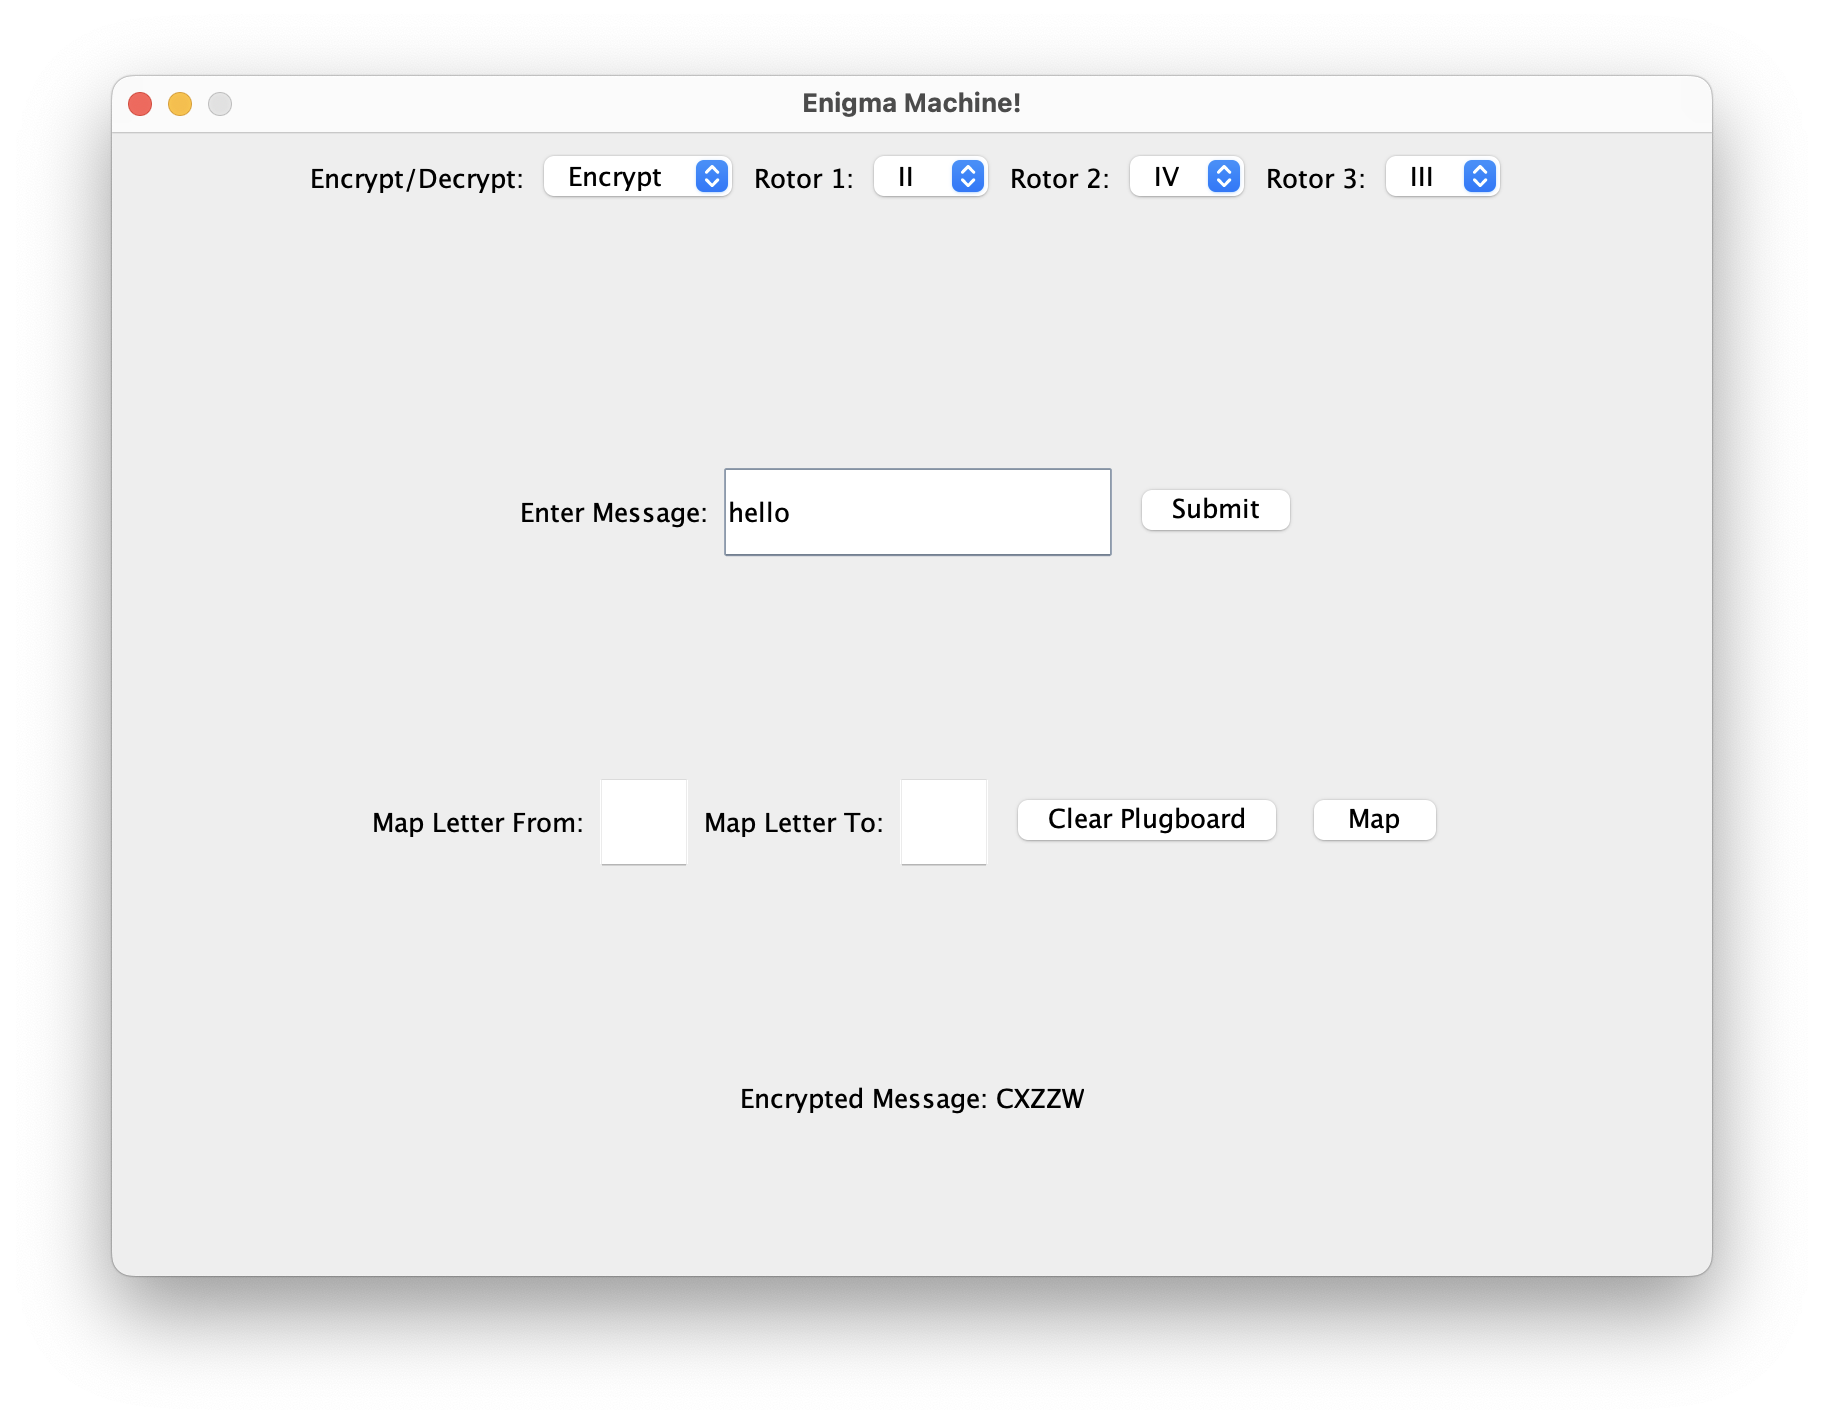 Enigma Machine!
Encrypt/Decrypt: Encrypt Rotor 1: II Rotor 2: IV Rotor 3: III
Enter Message: hello Submit
Map Letter From: Map Letter To: Clear Plugboard Map
Encrypted Message: CXZZW